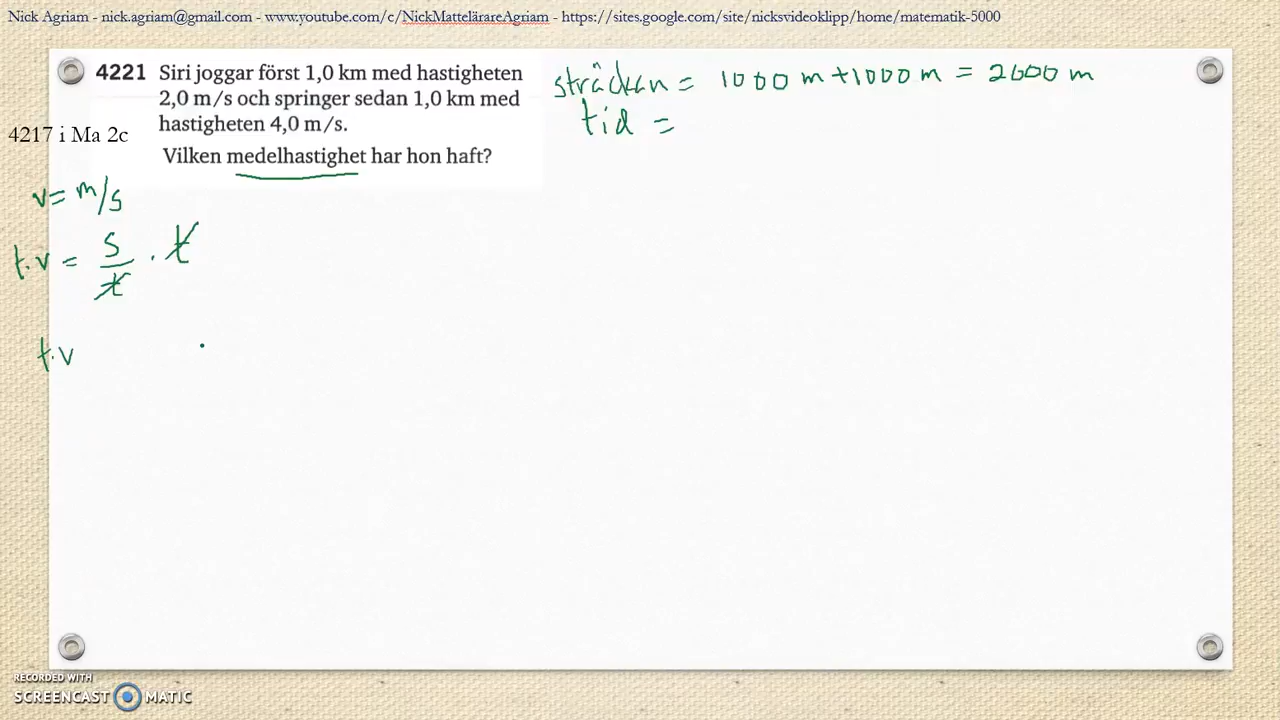 Nick Agriam - nick.agriam@gmail.com - www.youtube.com/c/NickMattelärareAgriam - https://sites.google.com/site/nicksvideoklipp/home/matematik-5000
4221 Siri joggar först 1,0 km med hastigheten
2,0 m/s och springer sedan 1,0 km med
hastigheten 4,0 m/s.
Vilken medelhastighet har hon haft?
4217 i Ma 2c
sträckan = 1000 m + 1000 m = 2000 m
tid =
v = m/s
t·v = s/t · t
t·v
RECORDED WITH
SCREENCAST MATIC